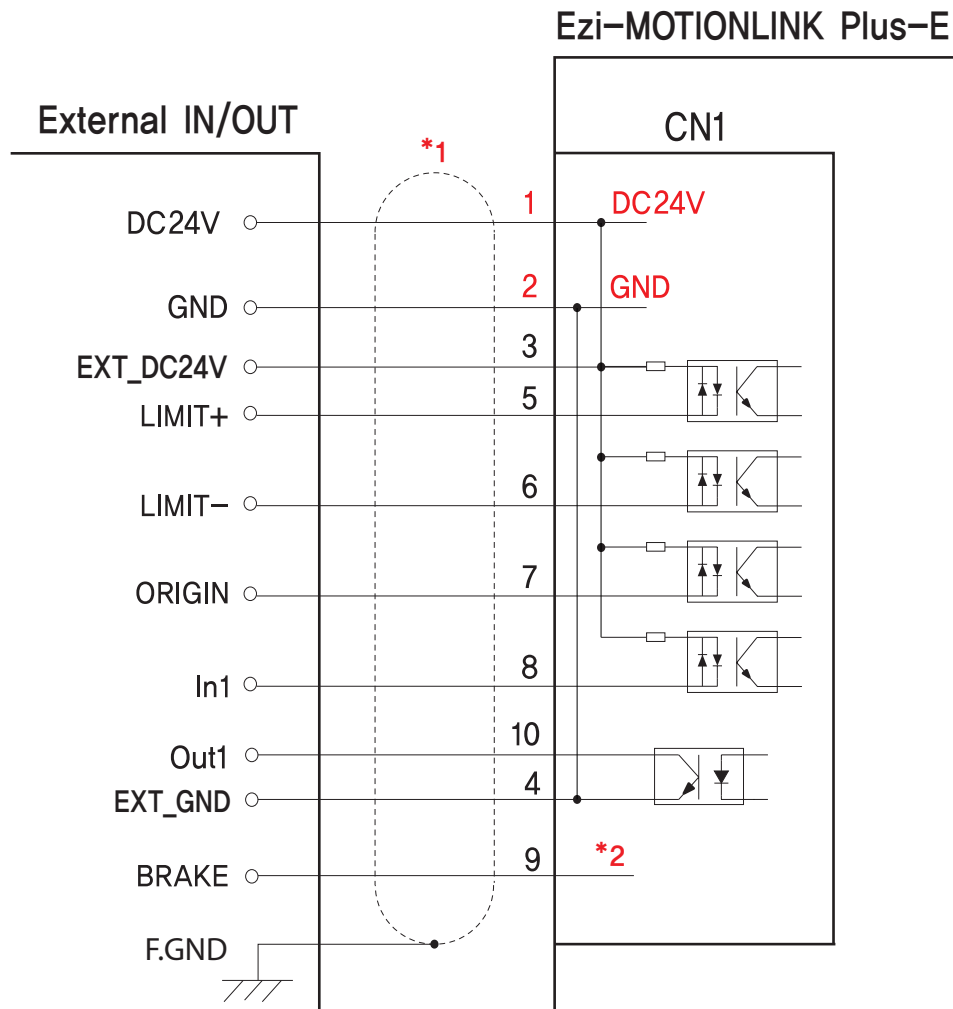 Ezi-MOTIONLINK Plus-E
External IN/OUT
CN1
*1
DC24V 1 DC24V
GND 2 GND
EXT_DC24V 3
LIMIT+ 5
LIMIT- 6
ORIGIN 7
In1 8
Out1 10
EXT_GND 4
BRAKE 9 *2
F.GND